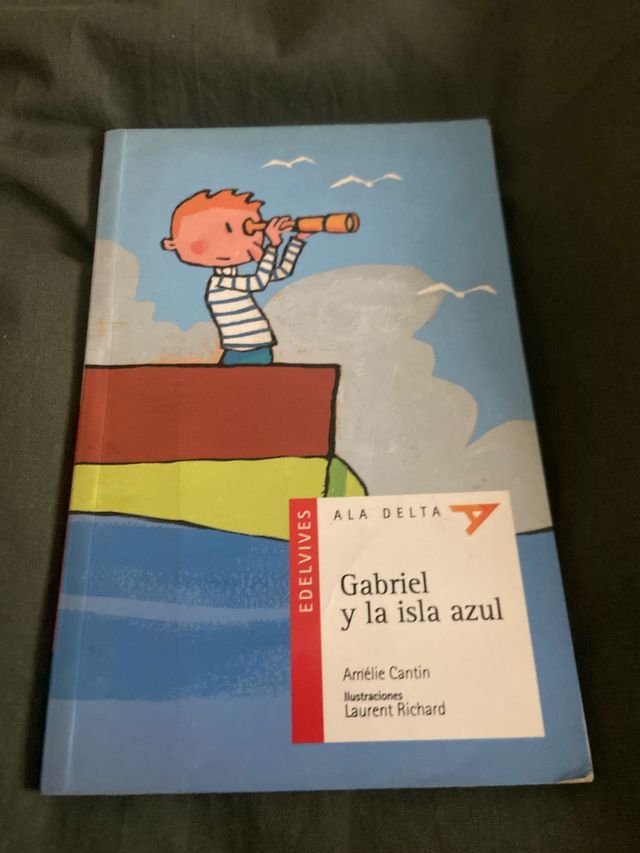 EDELVIVES
ALA DELTA
Gabriel
y la isla azul
Amélie Cantin
Ilustraciones
Laurent Richard